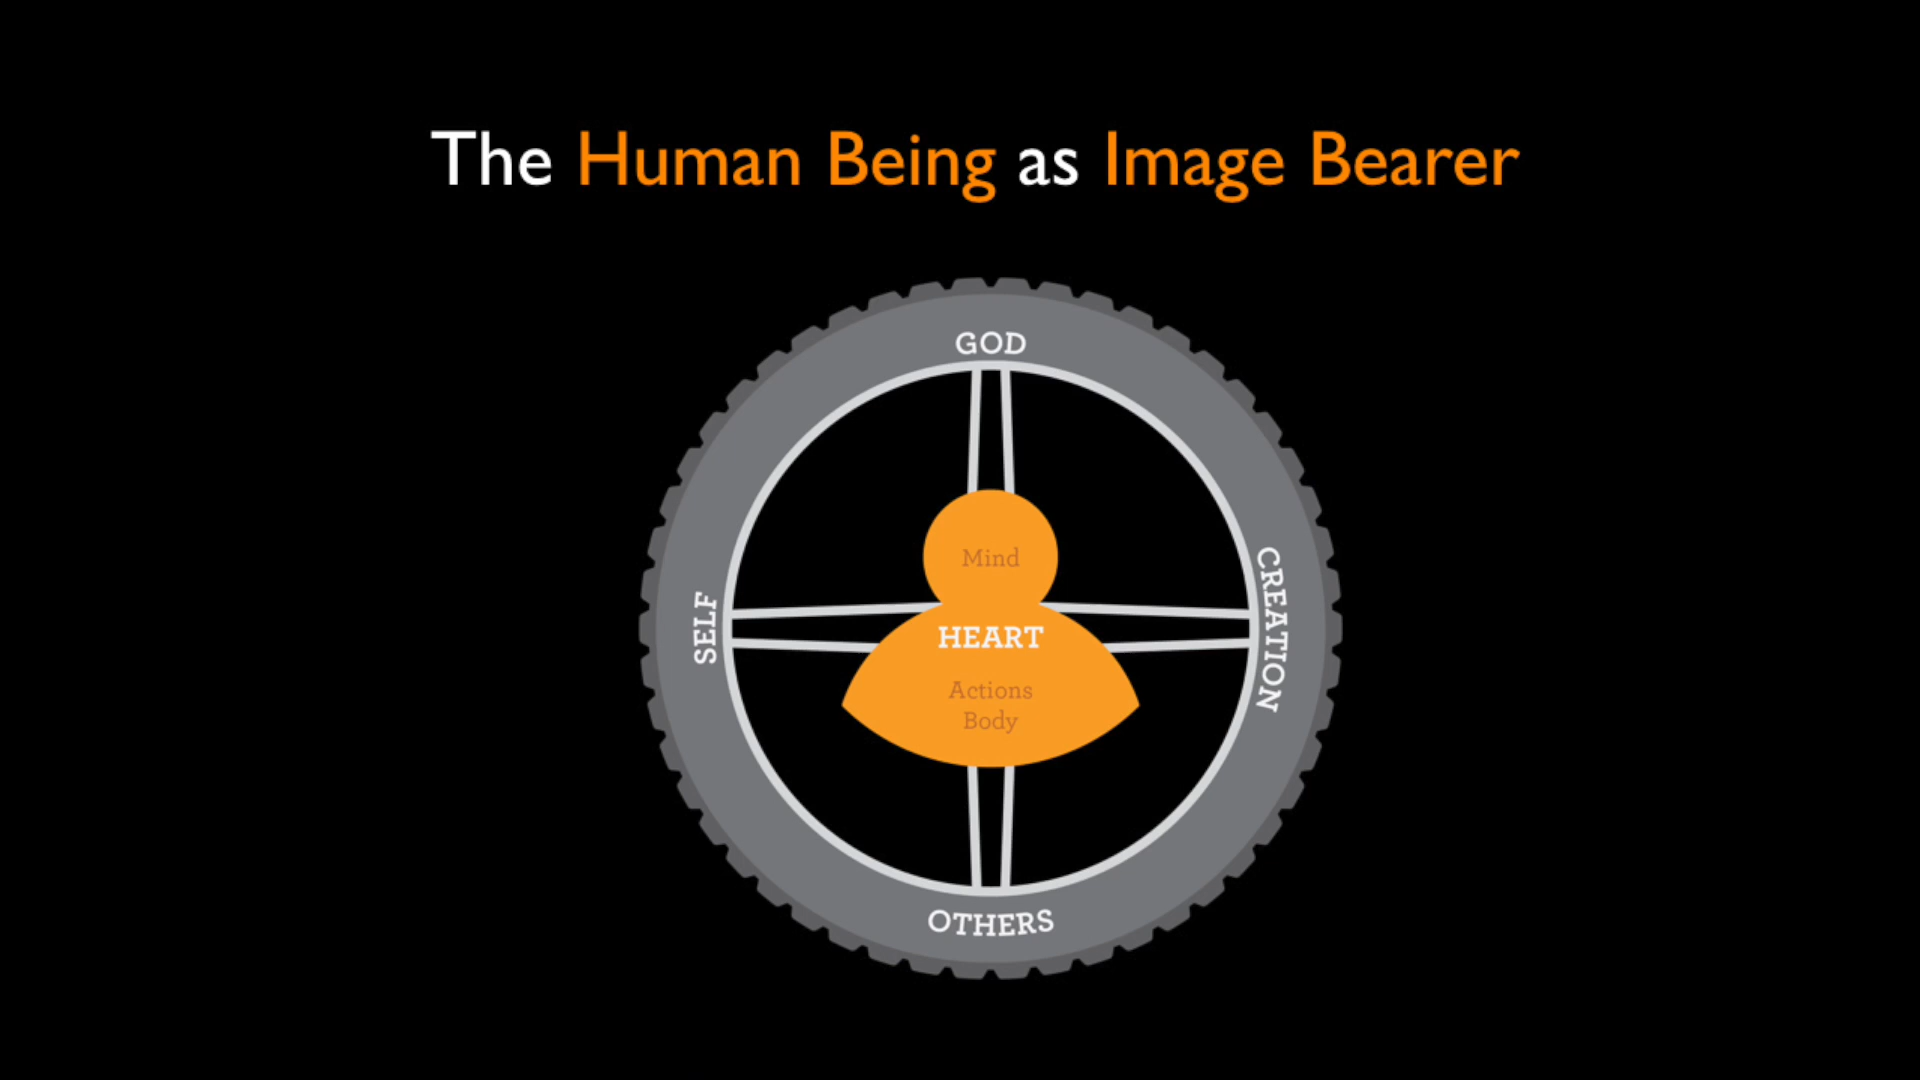 The Human Being as Image Bearer
GOD
Mind
SELF
HEART
CREATION
Actions
Body
OTHERS